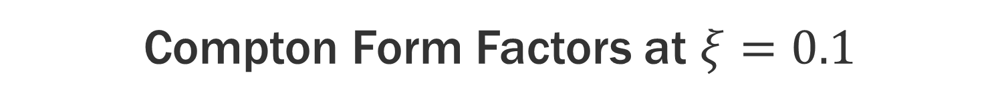 Compton Form Factors at ξ = 0.1